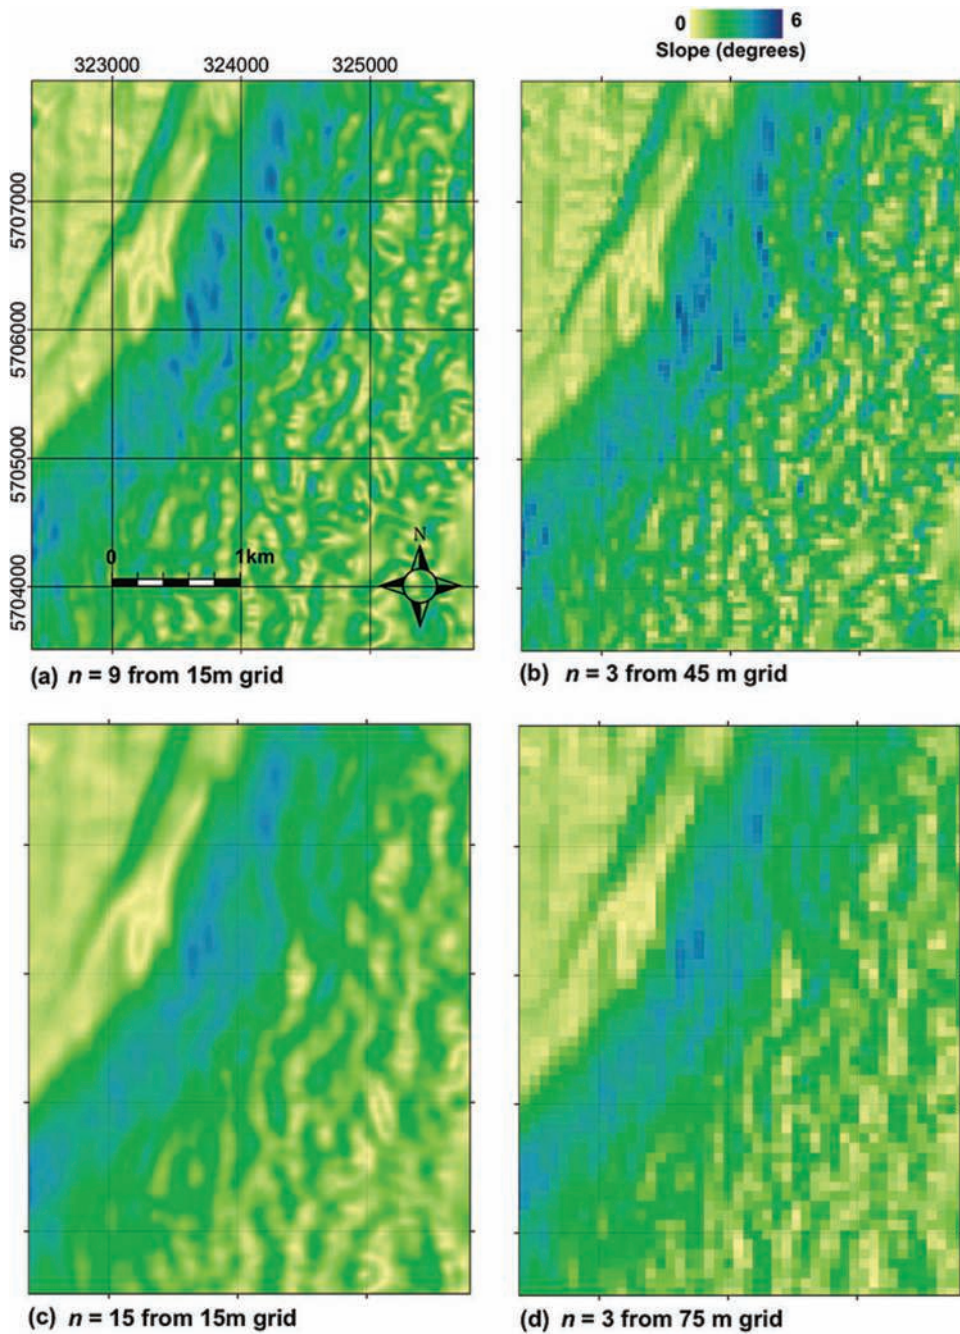 0 6
Slope (degrees)
323000 324000 325000
5707000
5706000
5705000
5704000
N
0 1km
(a) n = 9 from 15m grid
(b) n = 3 from 45 m grid
(c) n = 15 from 15m grid
(d) n = 3 from 75 m grid